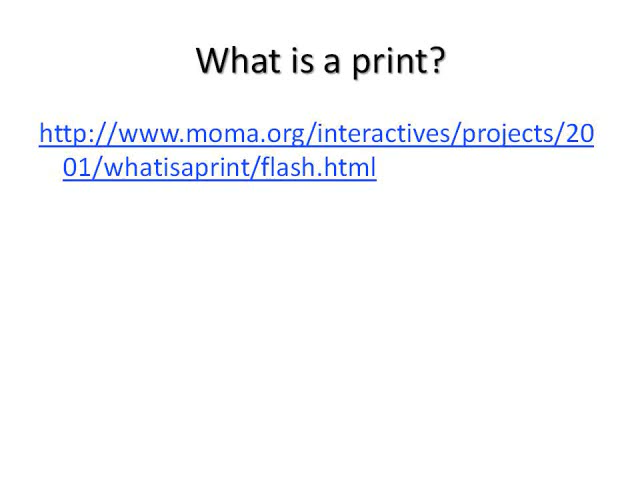 What is a print?
http://www.moma.org/interactives/projects/20
01/whatisaprint/flash.html